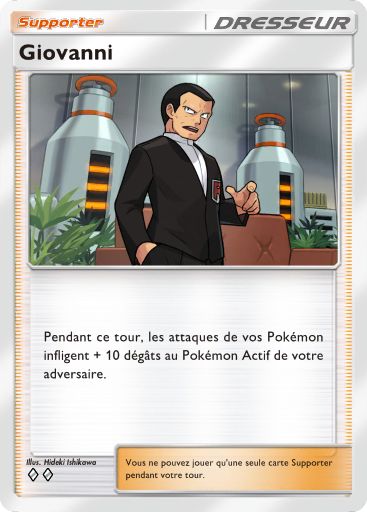 Supporter
DRESSEUR
Giovanni
Pendant ce tour, les attaques de vos Pokémon
infligent + 10 dégâts au Pokémon Actif de votre
adversaire.
Illus. Hideki Ishikawa
Vous ne pouvez jouer qu'une seule carte Supporter
pendant votre tour.